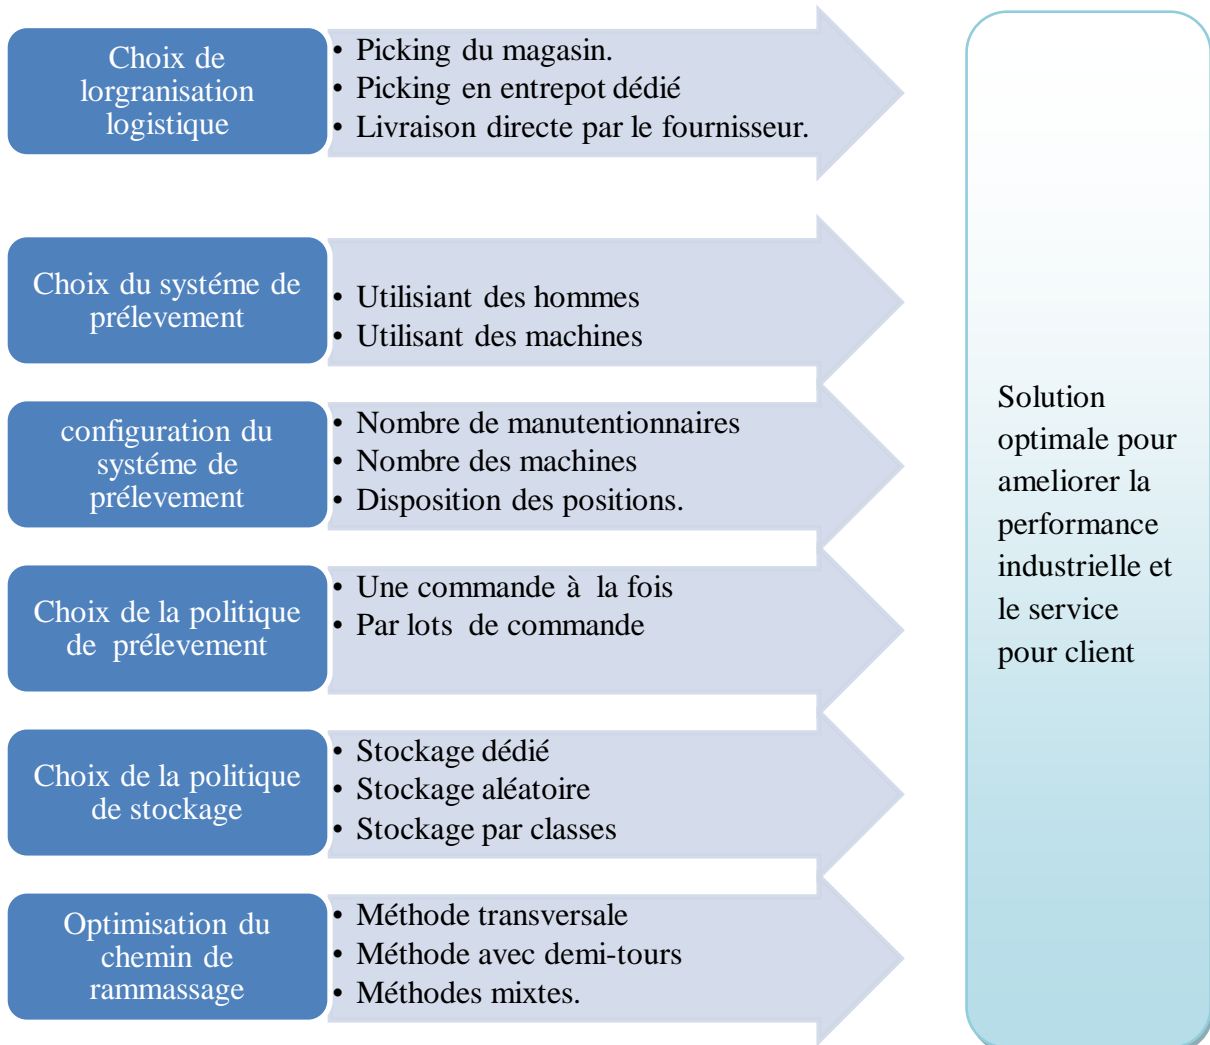 Choix de
lorgranisation
logistique
• Picking du magasin.
• Picking en entrepot dédié
• Livraison directe par le fournisseur.
Choix du systéme de
prélevement
• Utilisiant des hommes
• Utilisant des machines
configuration du
systéme de
prélevement
• Nombre de manutentionnaires
• Nombre des machines
• Disposition des positions.
Choix de la politique
de prélevement
• Une commande à la fois
• Par lots de commande
Choix de la politique
de stockage
• Stockage dédié
• Stockage aléatoire
• Stockage par classes
Optimisation du
chemin de
rammassage
• Méthode transversale
• Méthode avec demi-tours
• Méthodes mixtes.
Solution
optimale pour
ameliorer la
performance
industrielle et
le service
pour client